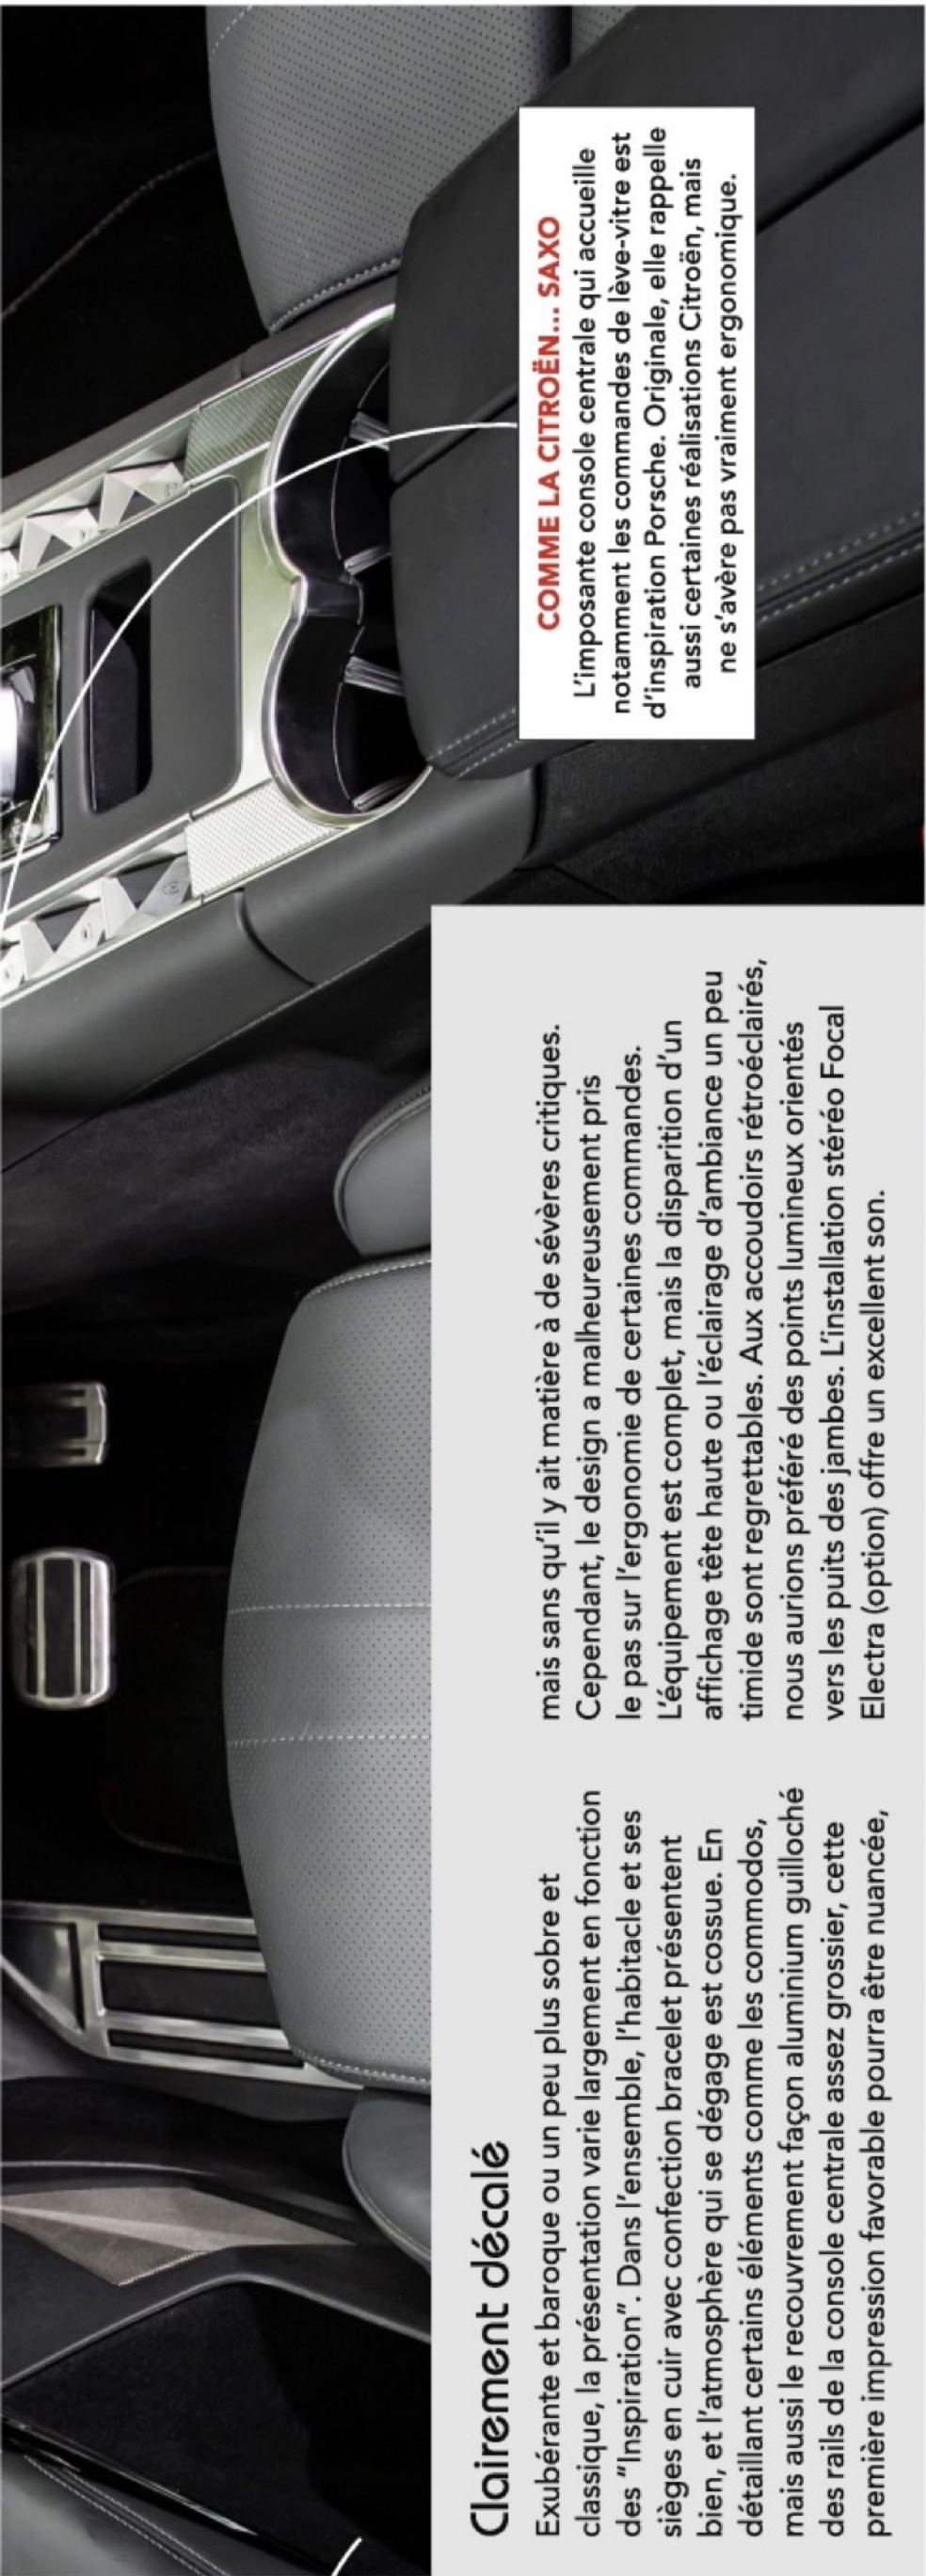 Clairement décalé
Exubérante et baroque ou un peu plus sobre et
classique, la présentation varie largement en fonction
des "Inspiration". Dans l'ensemble, l'habitacle et ses
sièges en cuir avec confection bracelet présentent
bien, et l'atmosphère qui se dégage est cossue. En
détaillant certains éléments comme les commodos,
mais aussi le recouvrement façon aluminium guilloché
des rails de la console centrale assez grossier, cette
première impression favorable pourra être nuancée,
mais sans qu'il y ait matière à de sévères critiques.
Cependant, le design a malheureusement pris
le pas sur l'ergonomie de certaines commandes.
L'équipement est complet, mais la disparition d'un
affichage tête haute ou l'éclairage d'ambiance un peu
timide sont regrettables. Aux accoudoirs rétroéclairés,
nous aurions préféré des points lumineux orientés
vers les puits des jambes. L'installation stéréo Focal
Electra (option) offre un excellent son.
COMME LA CITROËN... SAXO
L'imposante console centrale qui accueille
notamment les commandes de lève-vitre est
d'inspiration Porsche. Originale, elle rappelle
aussi certaines réalisations Citroën, mais
ne s'avère pas vraiment ergonomique.